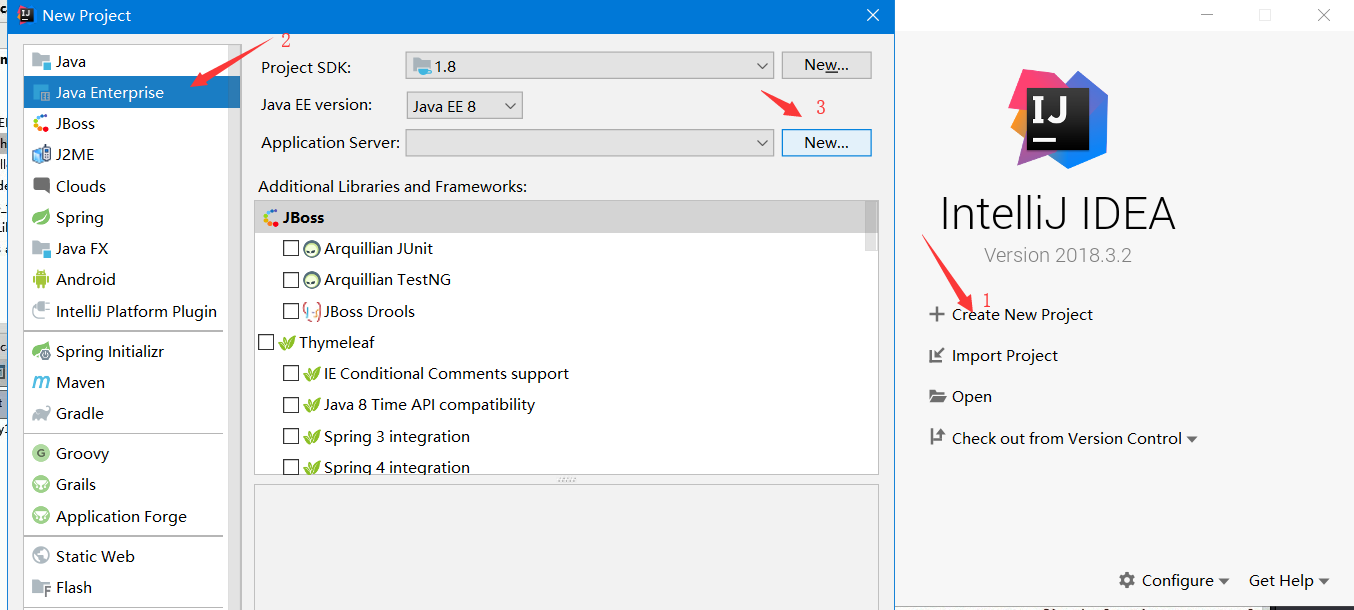 New Project
2
Java
Java Enterprise
JBoss
J2ME
Clouds
Spring
Java FX
Android
IntelliJ Platform Plugin
Spring Initializr
Maven
Gradle
Groovy
Grails
Application Forge
Static Web
Flash
Project SDK:
1.8
New...
Java EE version:
Java EE 8
3
Application Server:
New...
Additional Libraries and Frameworks:
JBoss
Arquillian JUnit
Arquillian TestNG
JBoss Drools
Thymeleaf
IE Conditional Comments support
Java 8 Time API compatibility
Spring 3 integration
Spring 4 integration
IJ
IntelliJ IDEA
Version 2018.3.2
1
Create New Project
Import Project
Open
Check out from Version Control
Configure
Get Help